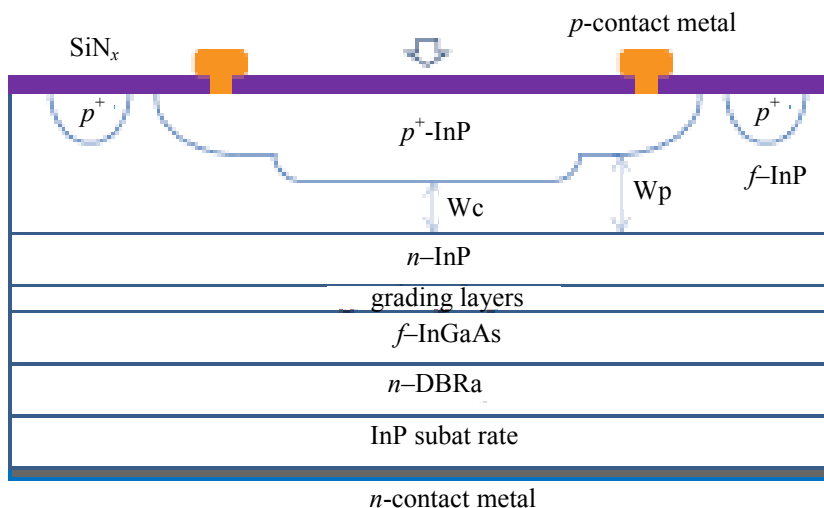 p-contact metal
SiNx
p+
p+
p+-InP
f–InP
Wp
Wc
n–InP
grading layers
f–InGaAs
n–DBRa
InP subat rate
n-contact metal